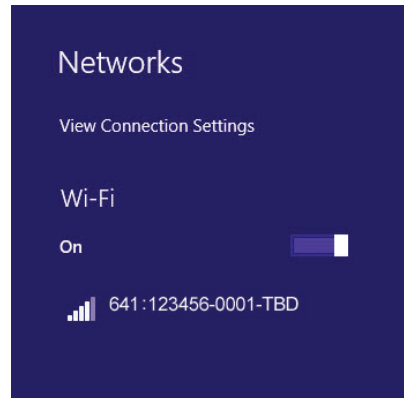 Networks
View Connection Settings
Wi-Fi
On
641:123456-0001-TBD